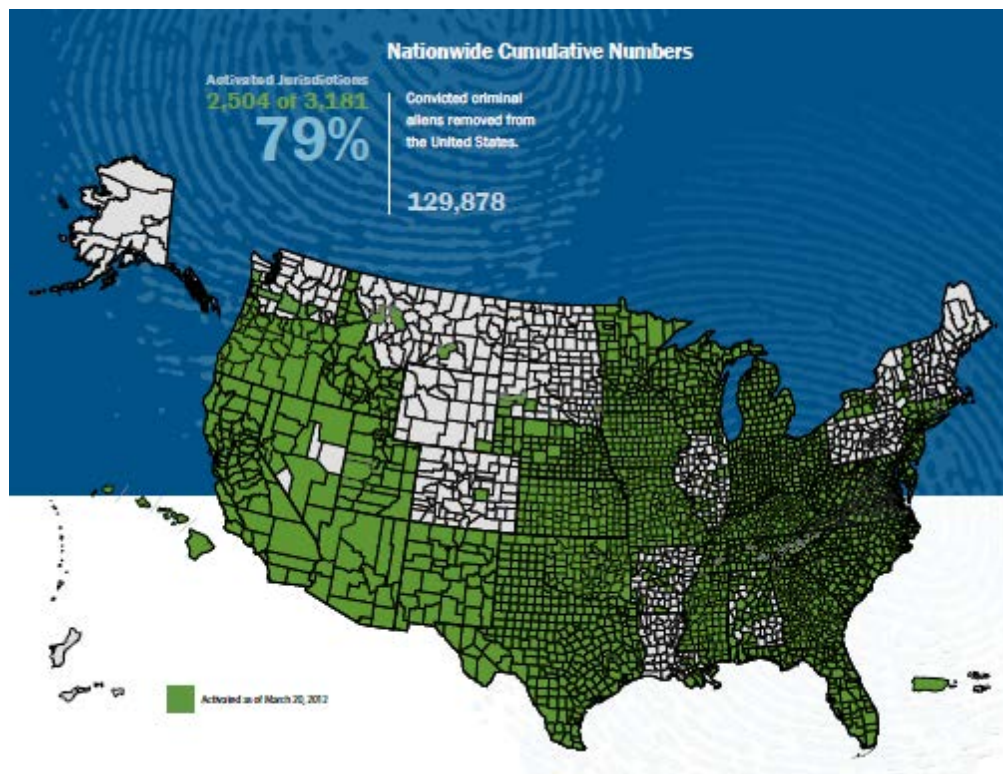 Nationwide Cumulative Numbers
Activated Jurisdictions
2,504 of 3,181
79%
Convicted criminal
aliens removed from
the United States.
129,878
Activated as of March 20, 2012